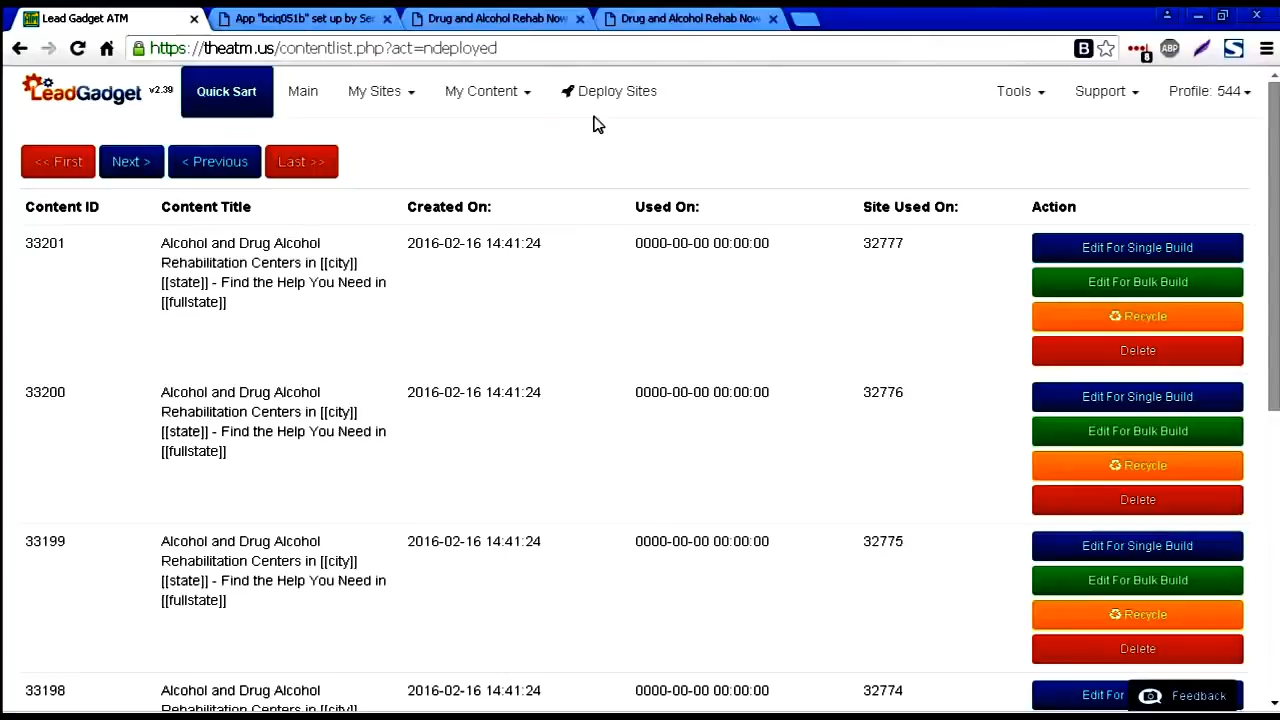 Lead Gadget ATM
App "bciq051b" set up by Ser
Drug and Alcohol Rehab Now
Drug and Alcohol Rehab Now
https://theatm.us/contentlist.php?act=ndeployed
B
8
ABP
S
LeadGadget v2.39
Quick Sart
Main
My Sites
My Content
Deploy Sites
Tools
Support
Profile: 544
<< First
Next >
< Previous
Last >>
Content ID Content Title Created On: Used On: Site Used On: Action
33201 Alcohol and Drug Alcohol 2016-02-16 14:41:24 0000-00-00 00:00:00 32777 Edit For Single Build
Rehabilitation Centers in [[city]]
[[state]] - Find the Help You Need in Edit For Bulk Build
[[fullstate]]
Recycle
Delete
33200 Alcohol and Drug Alcohol 2016-02-16 14:41:24 0000-00-00 00:00:00 32776 Edit For Single Build
Rehabilitation Centers in [[city]]
[[state]] - Find the Help You Need in Edit For Bulk Build
[[fullstate]]
Recycle
Delete
33199 Alcohol and Drug Alcohol 2016-02-16 14:41:24 0000-00-00 00:00:00 32775 Edit For Single Build
Rehabilitation Centers in [[city]]
[[state]] - Find the Help You Need in Edit For Bulk Build
[[fullstate]]
Recycle
Delete
33198 Alcohol and Drug Alcohol 2016-02-16 14:41:24 0000-00-00 00:00:00 32774 Edit For
Rehabilitation Centers in [[city]]
Feedback